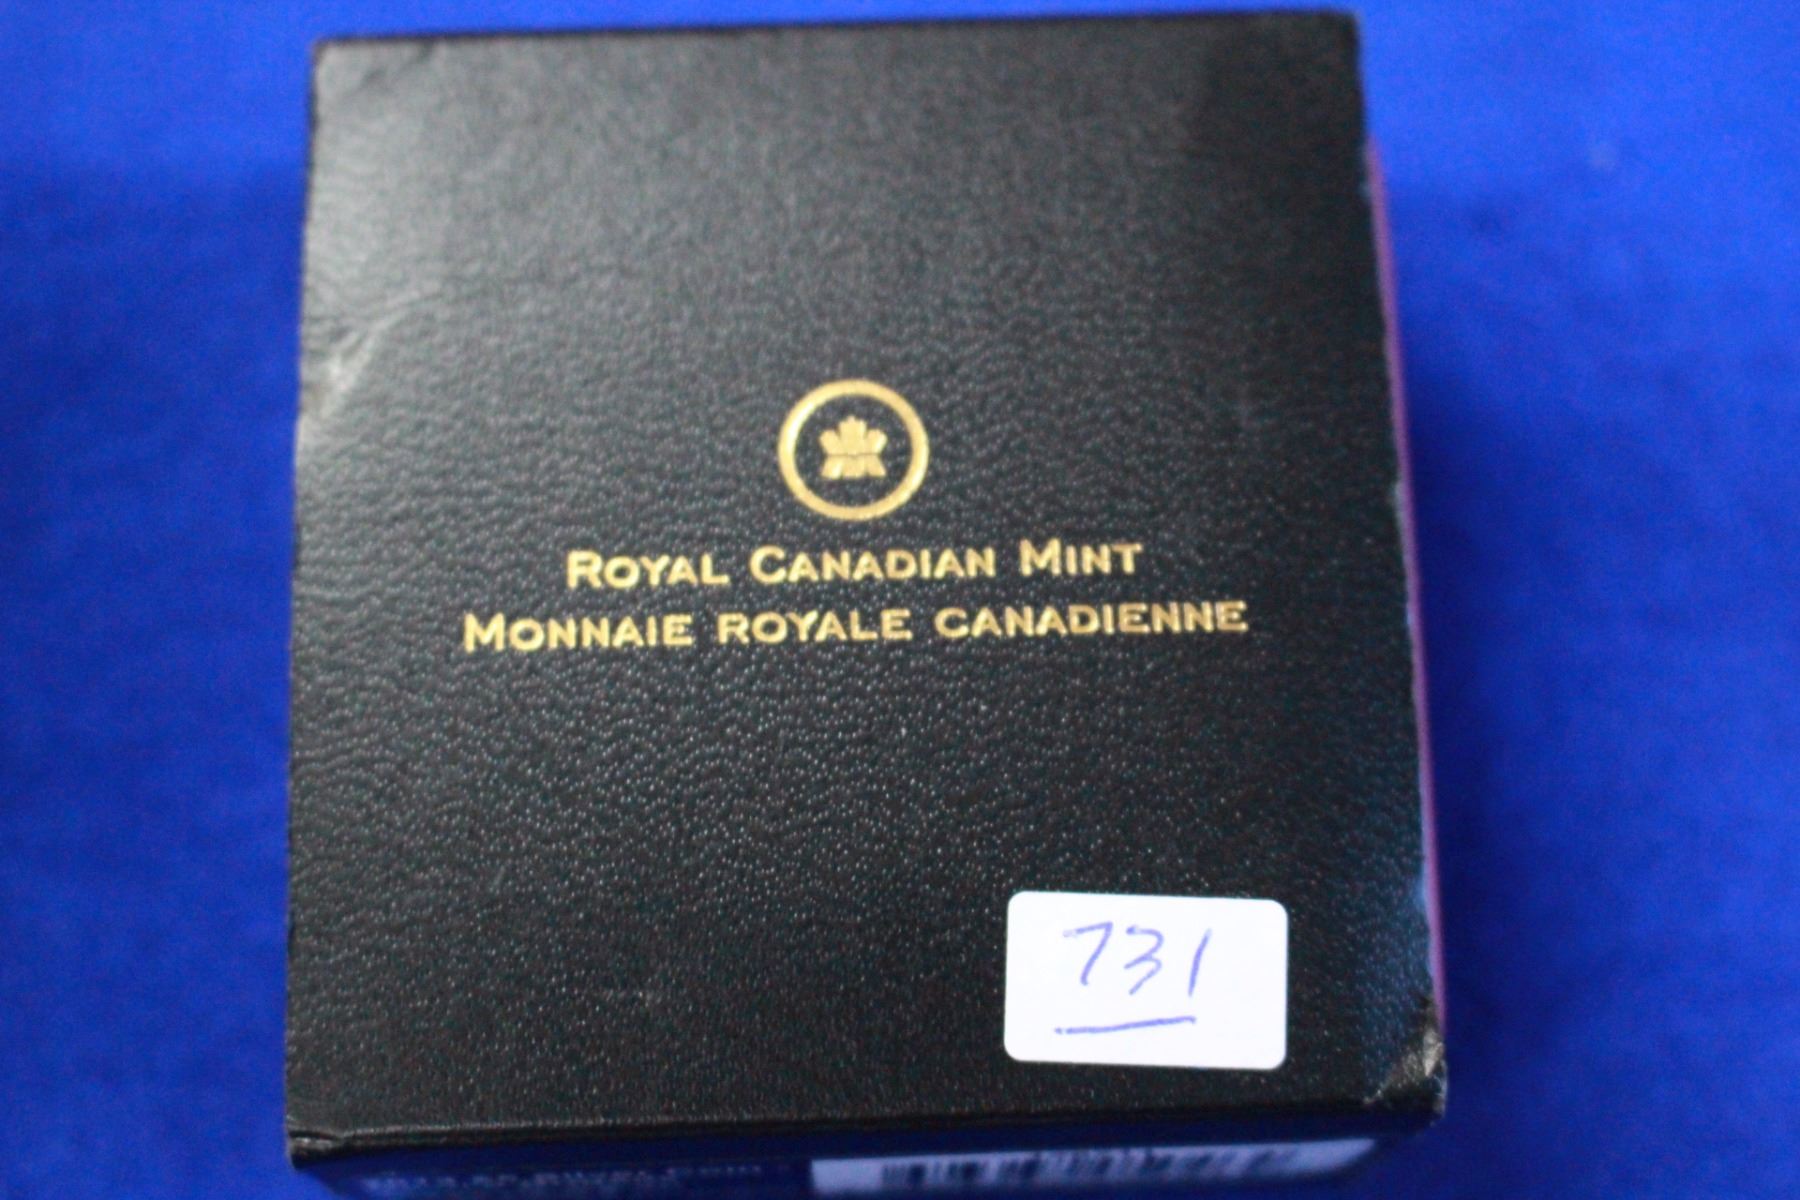 ROYAL CANADIAN MINT
MONNAIE ROYALE CANADIENNE
731